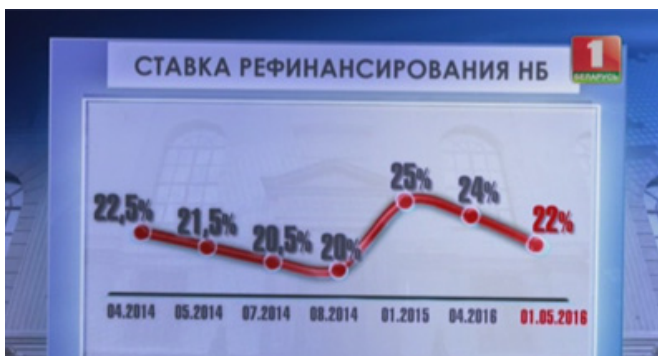 СТАВКА РЕФИНАНСИРОВАНИЯ НБ
1
БЕЛАРУСЬ
22,5% 21,5% 20,5% 20% 25% 24% 22%
04.2014 05.2014 07.2014 08.2014 01.2015 04.2016 01.05.2016